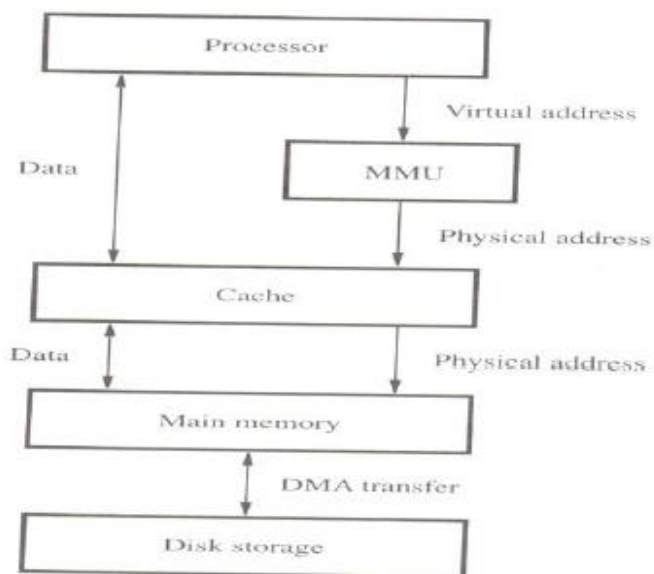 Processor
Virtual address
Data
MMU
Physical address
Cache
Data
Physical address
Main memory
DMA transfer
Disk storage